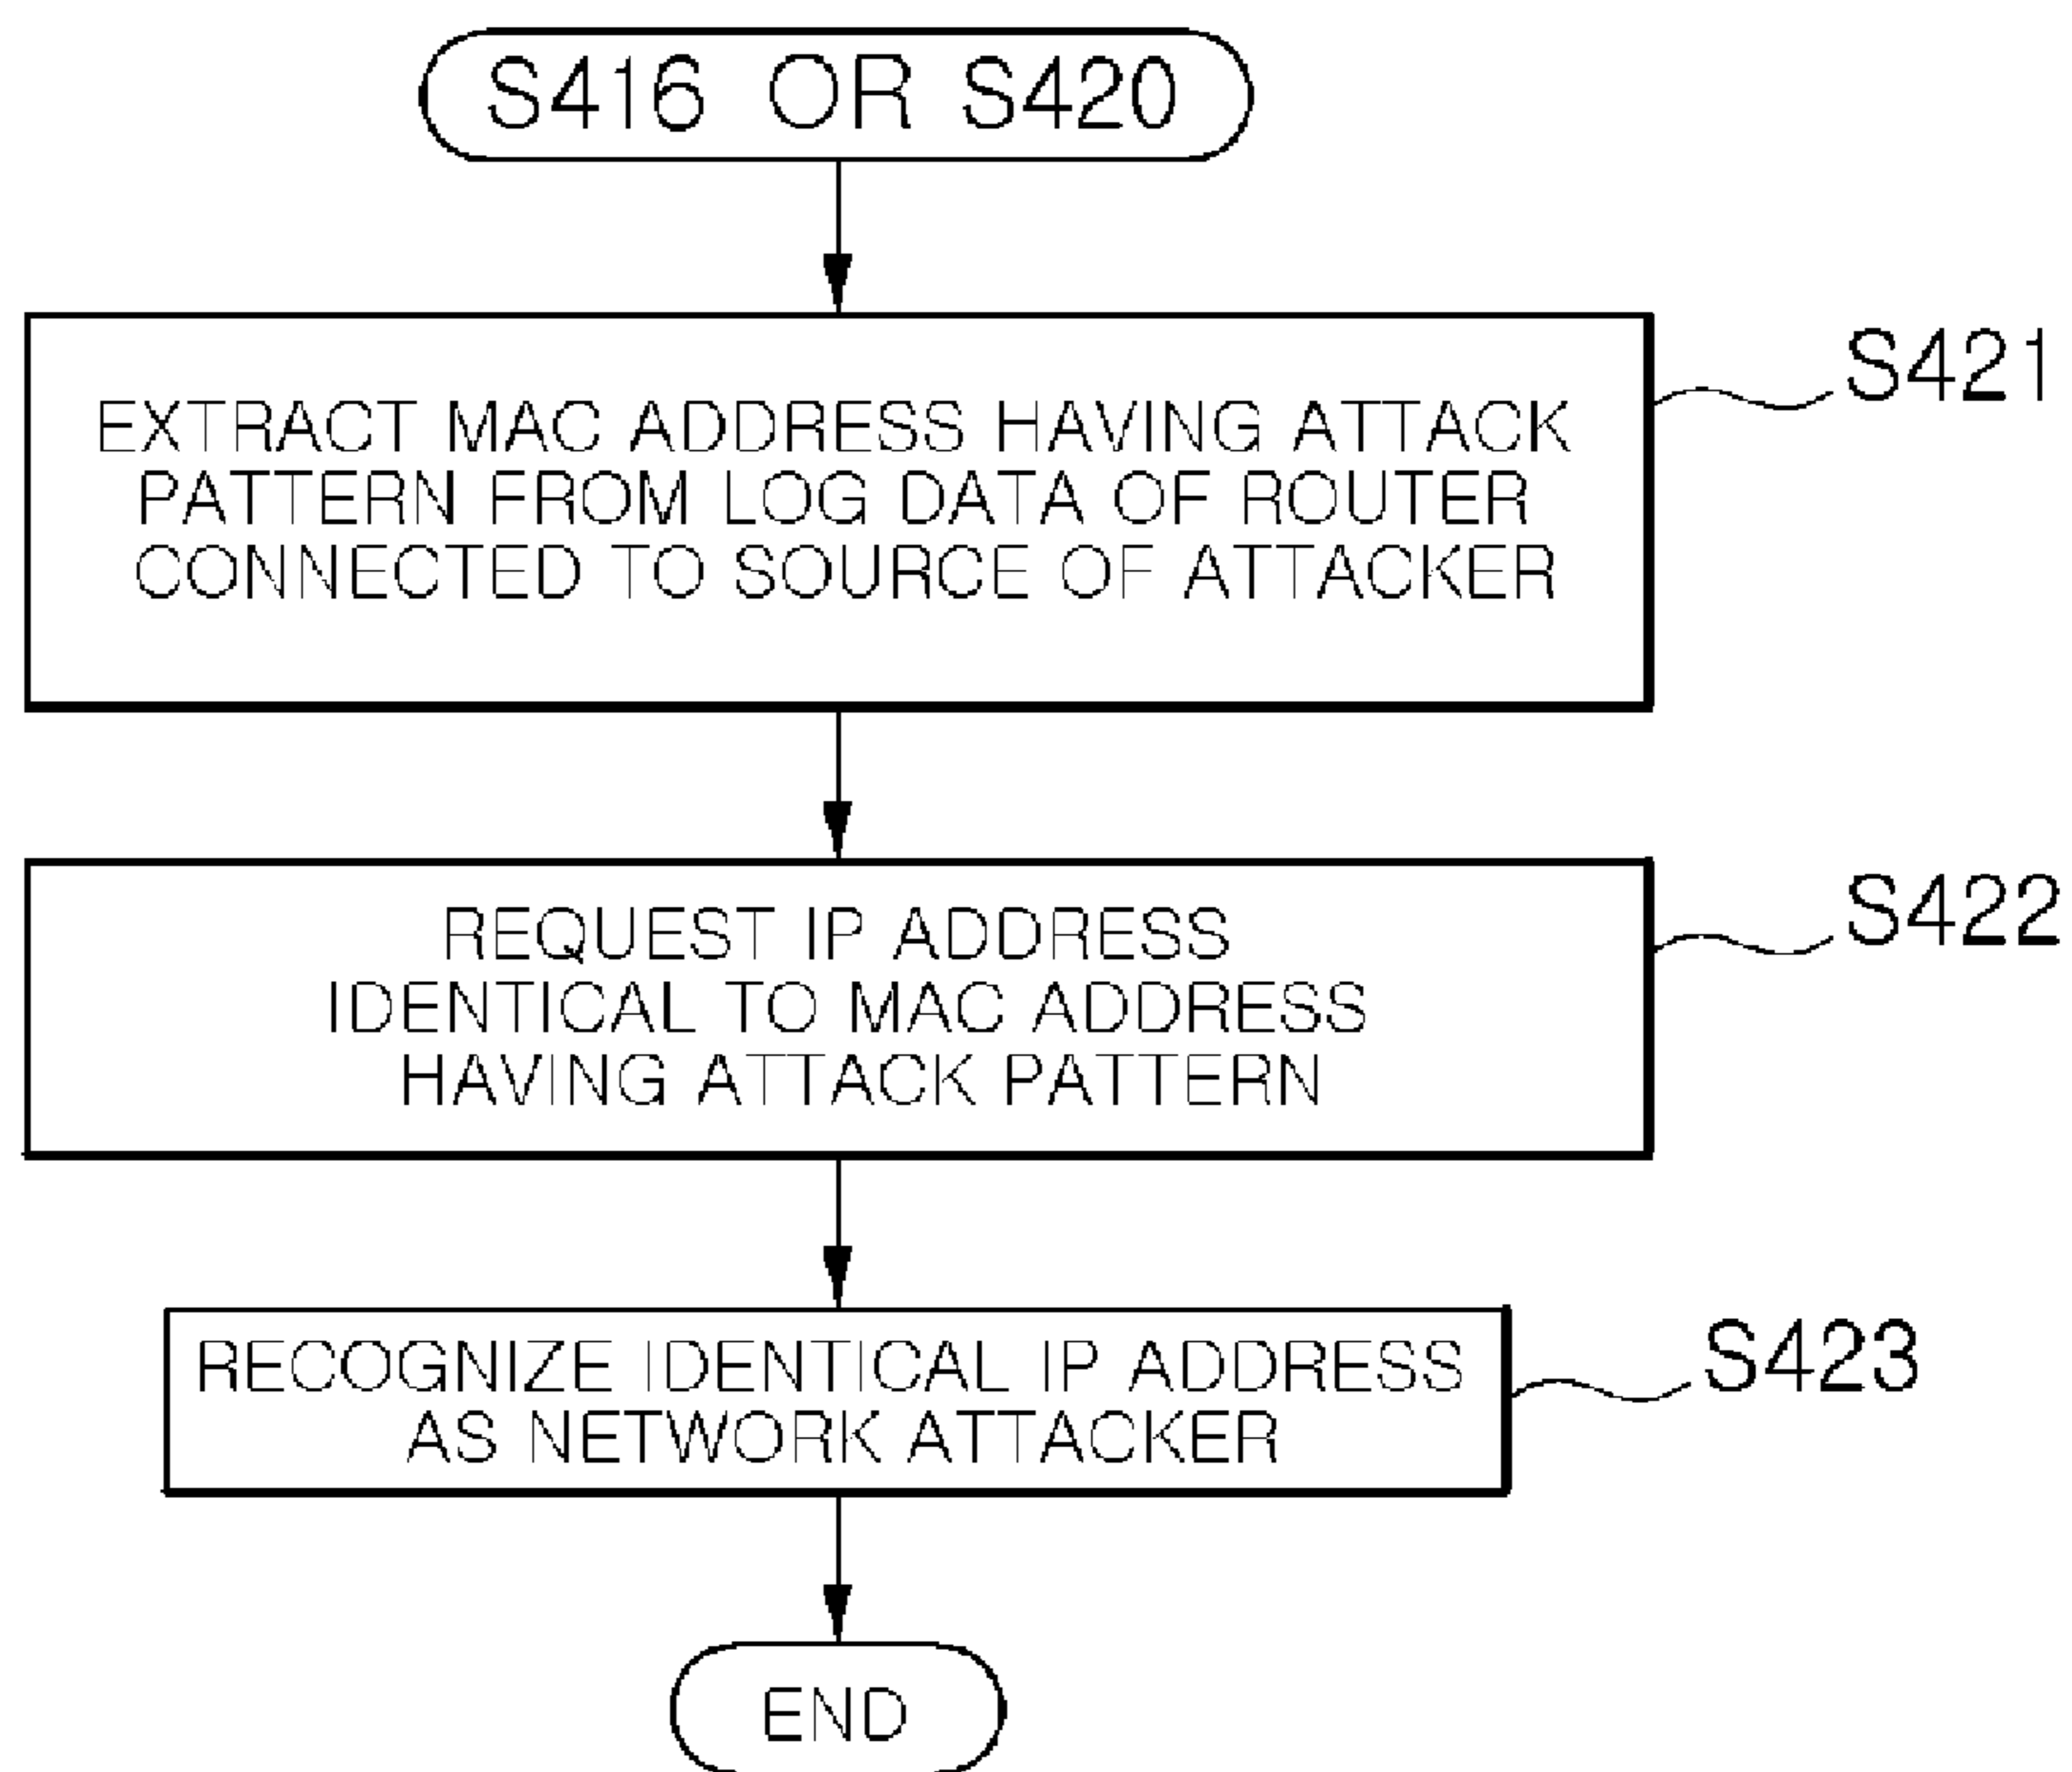 S416 OR S420
EXTRACT MAC ADDRESS HAVING ATTACK
PATTERN FROM LOG DATA OF ROUTER
CONNECTED TO SOURCE OF ATTACKER
S421
REQUEST IP ADDRESS
IDENTICAL TO MAC ADDRESS
HAVING ATTACK PATTERN
S422
RECOGNIZE IDENTICAL IP ADDRESS
AS NETWORK ATTACKER
S423
END